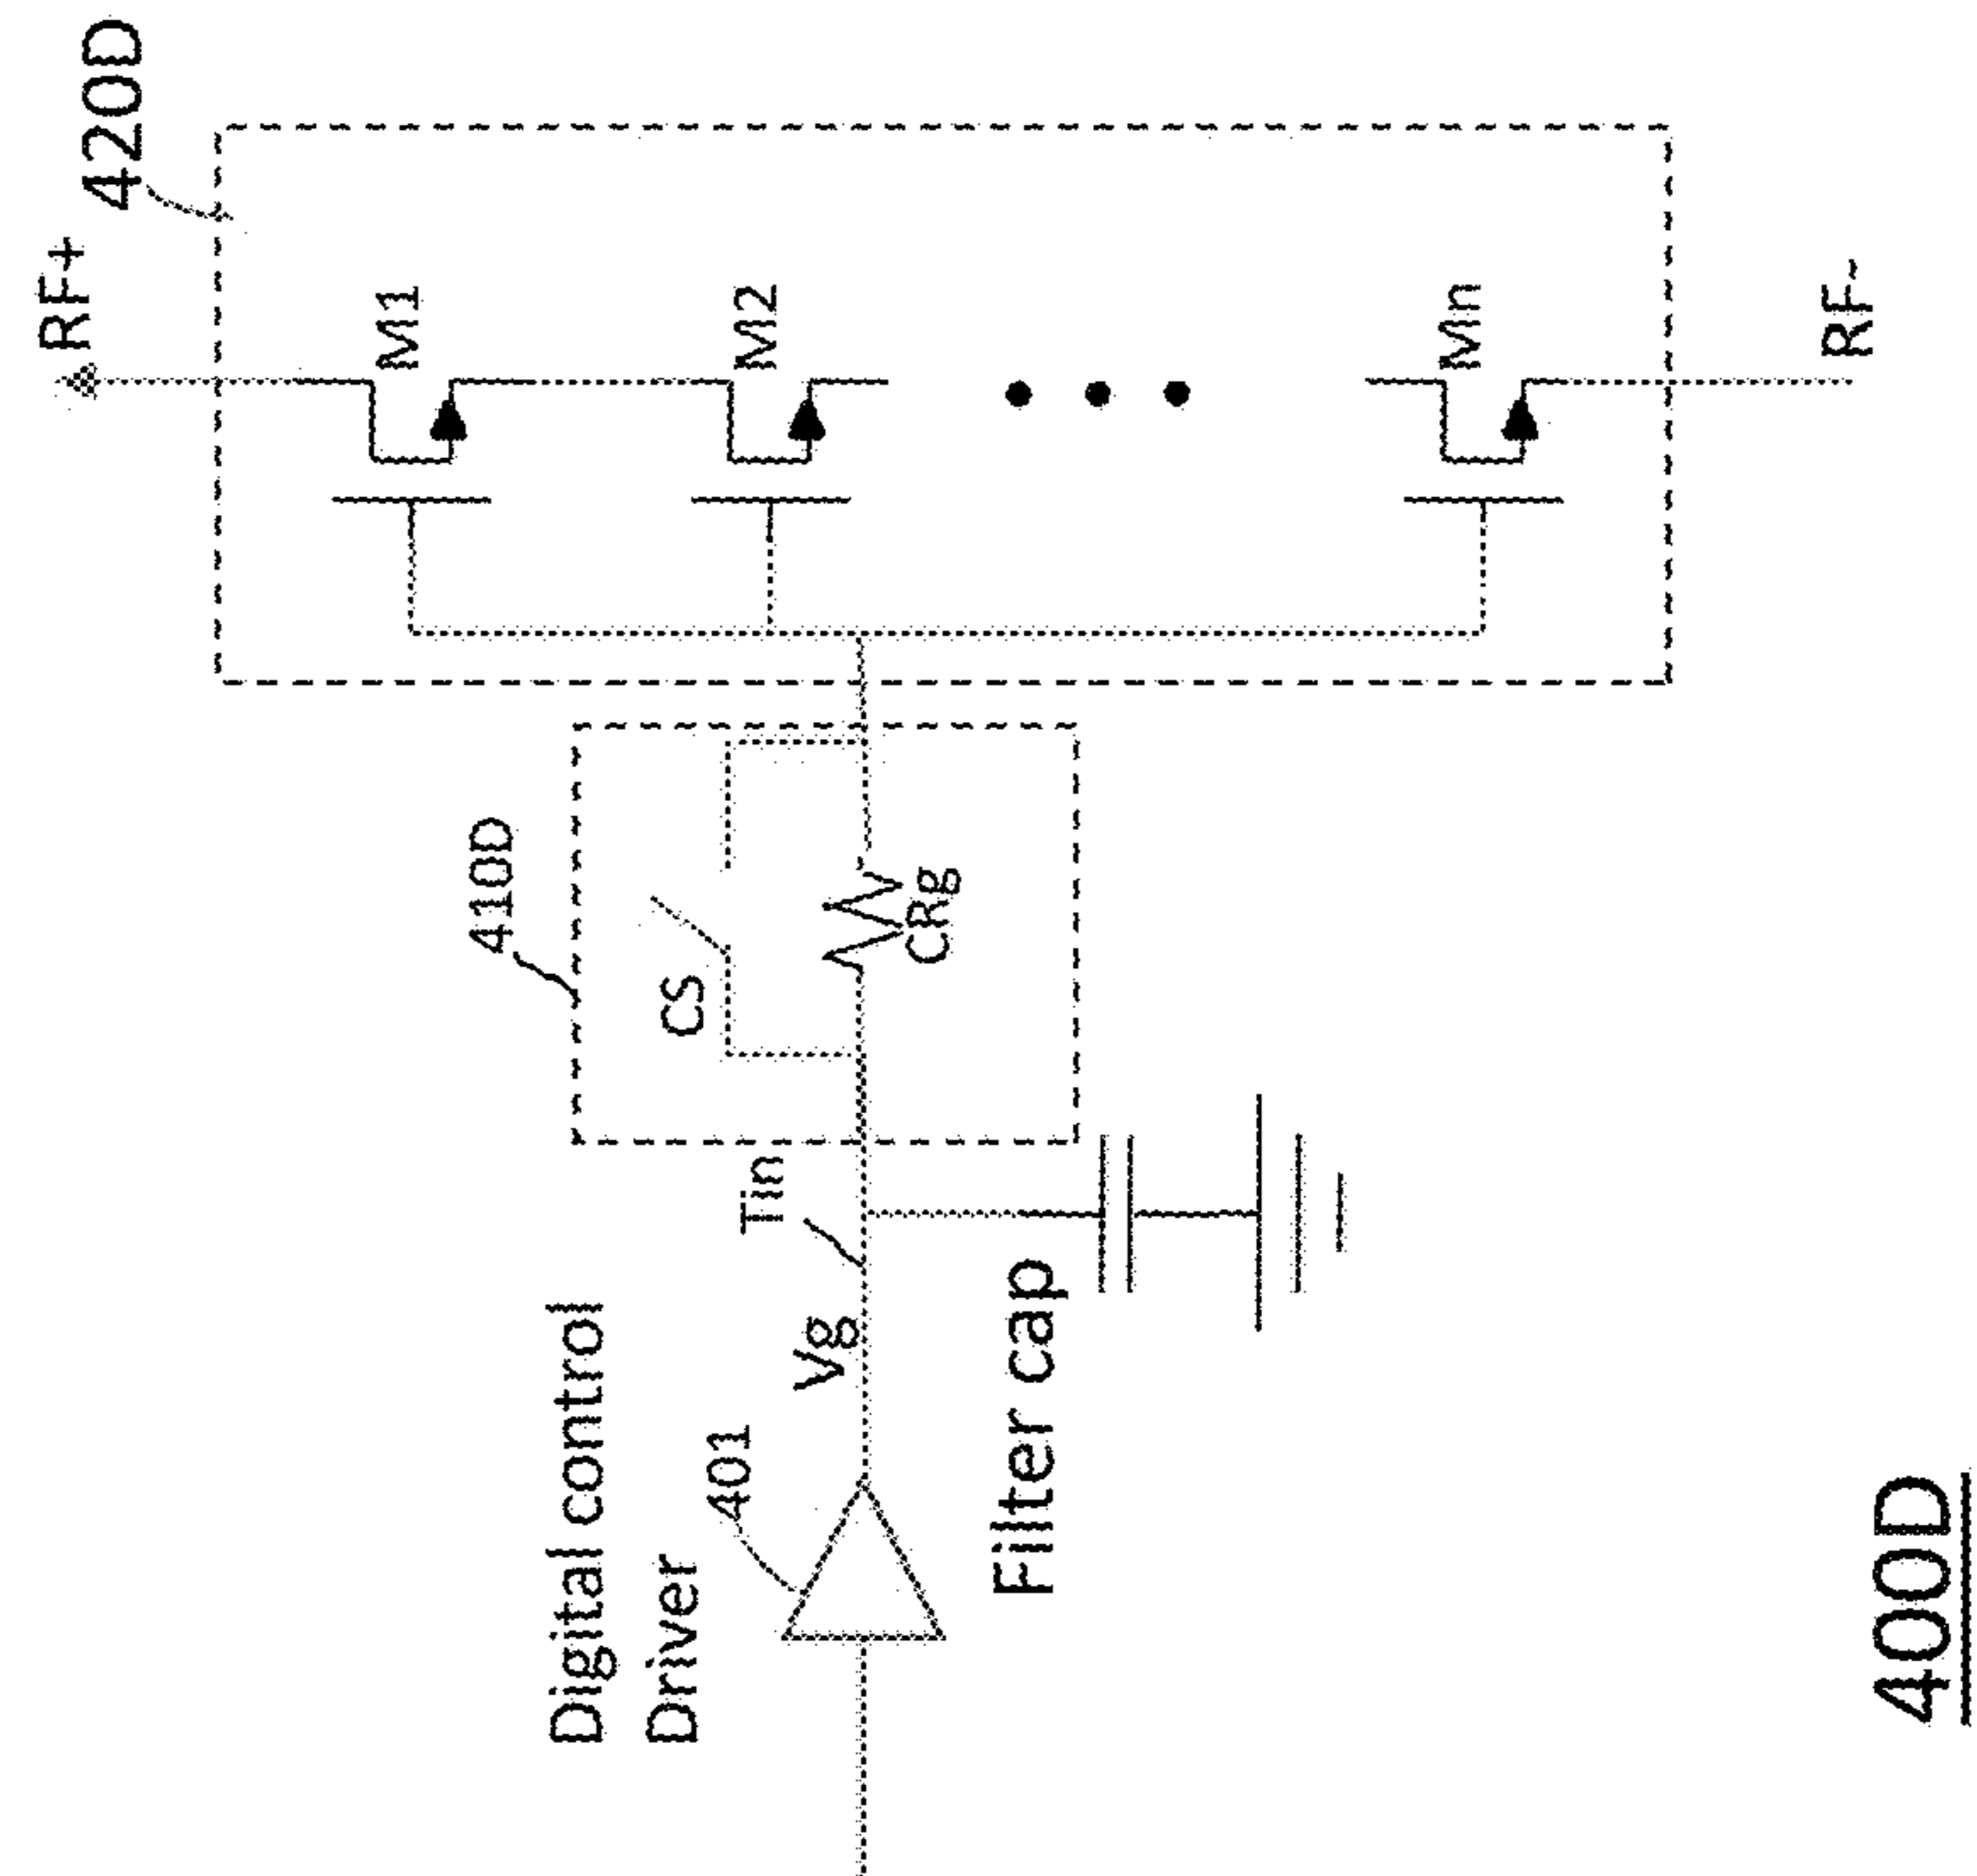 RF+
420D
M1
M2
Mn
RF-
410D
CS
CRg
Tin
Vg
Digital control
Driver
401
Filter cap
400D